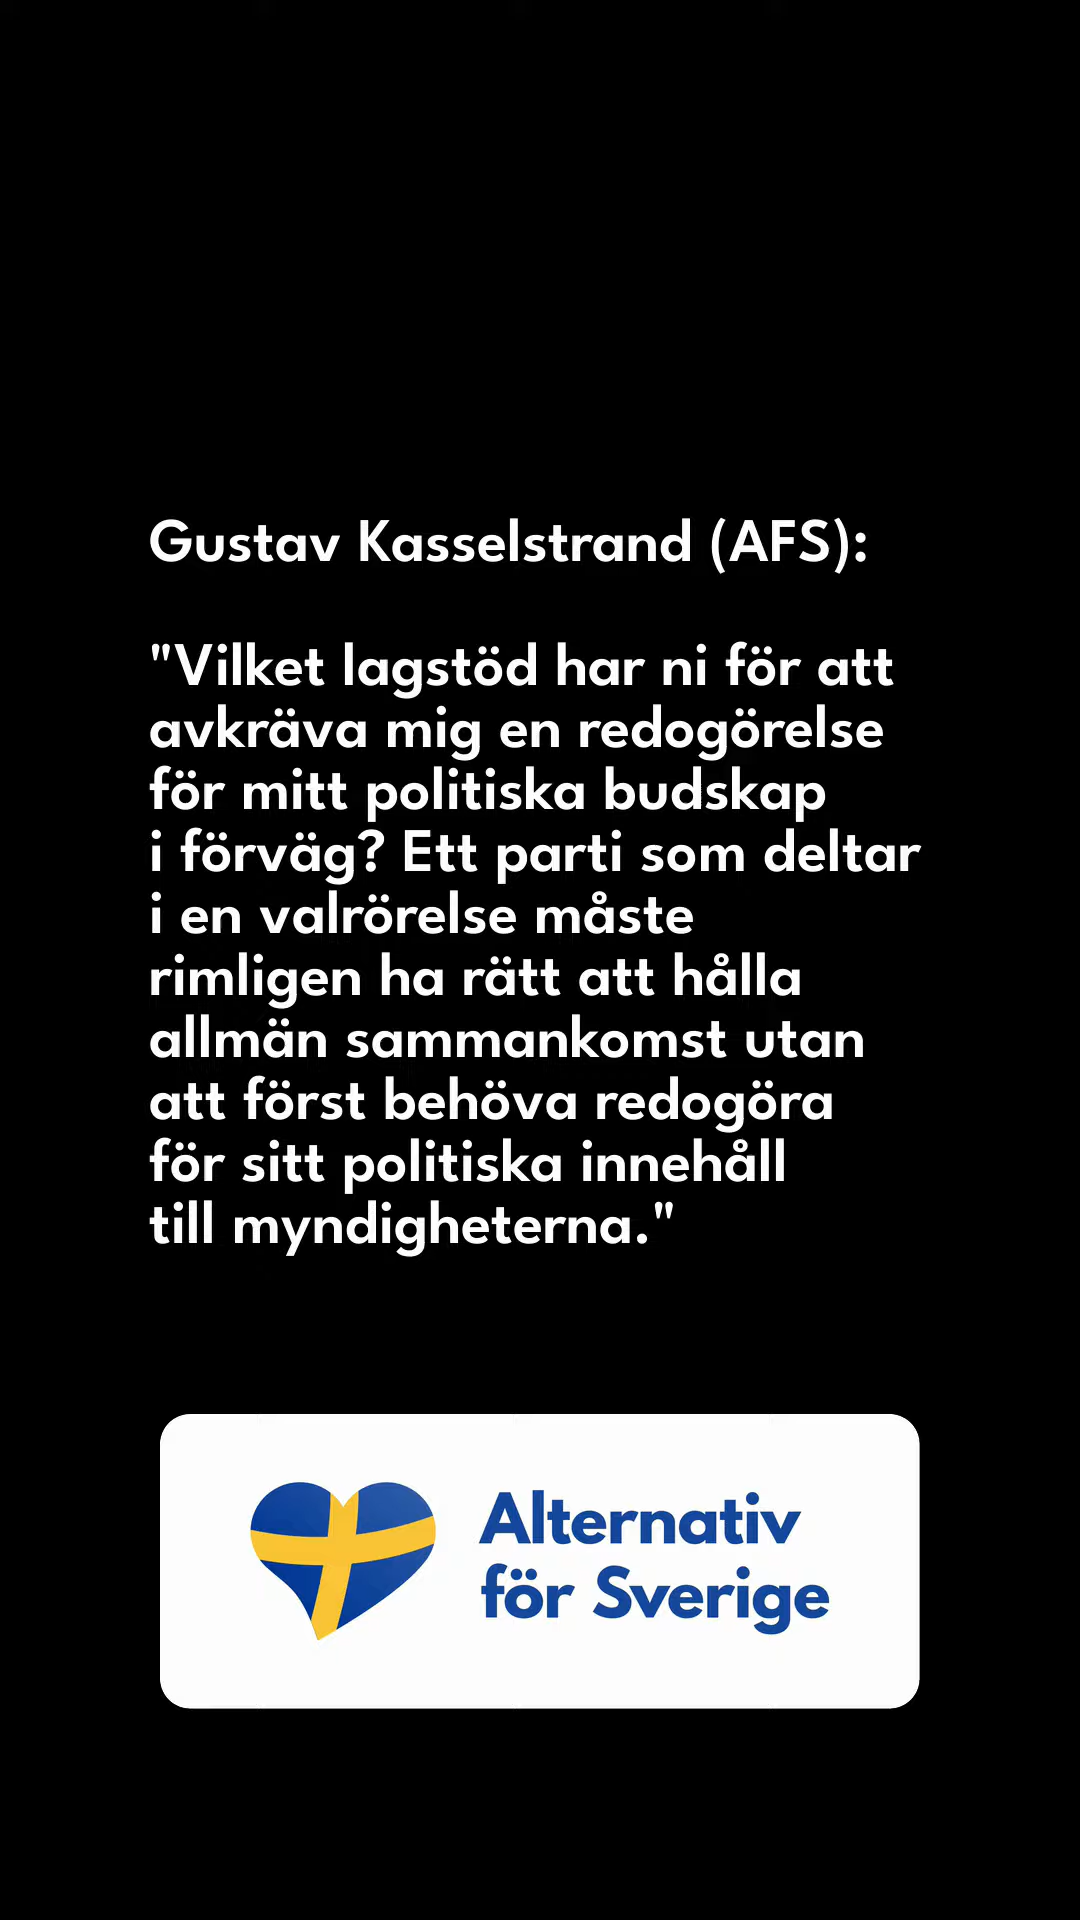 Gustav Kasselstrand (AFS):
"Vilket lagstöd har ni för att
avkräva mig en redogörelse
för mitt politiska budskap
i förväg? Ett parti som deltar
i en valrörelse måste
rimligen ha rätt att hålla
allmän sammankomst utan
att först behöva redogöra
för sitt politiska innehåll
till myndigheterna."
Alternativ
för Sverige